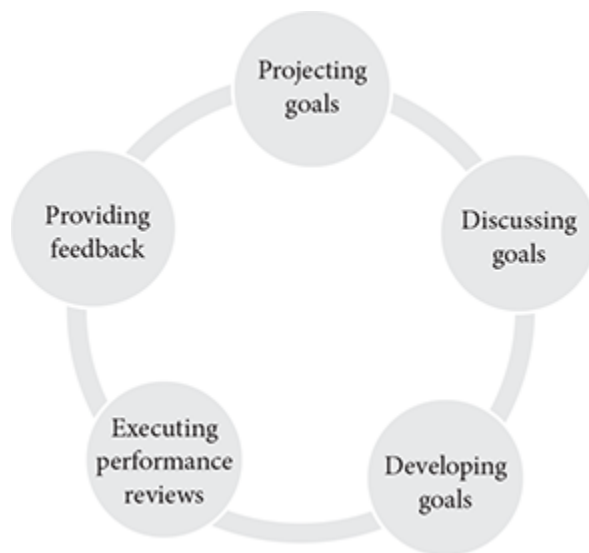 Projecting
goals
Discussing
goals
Developing
goals
Executing
performance
reviews
Providing
feedback